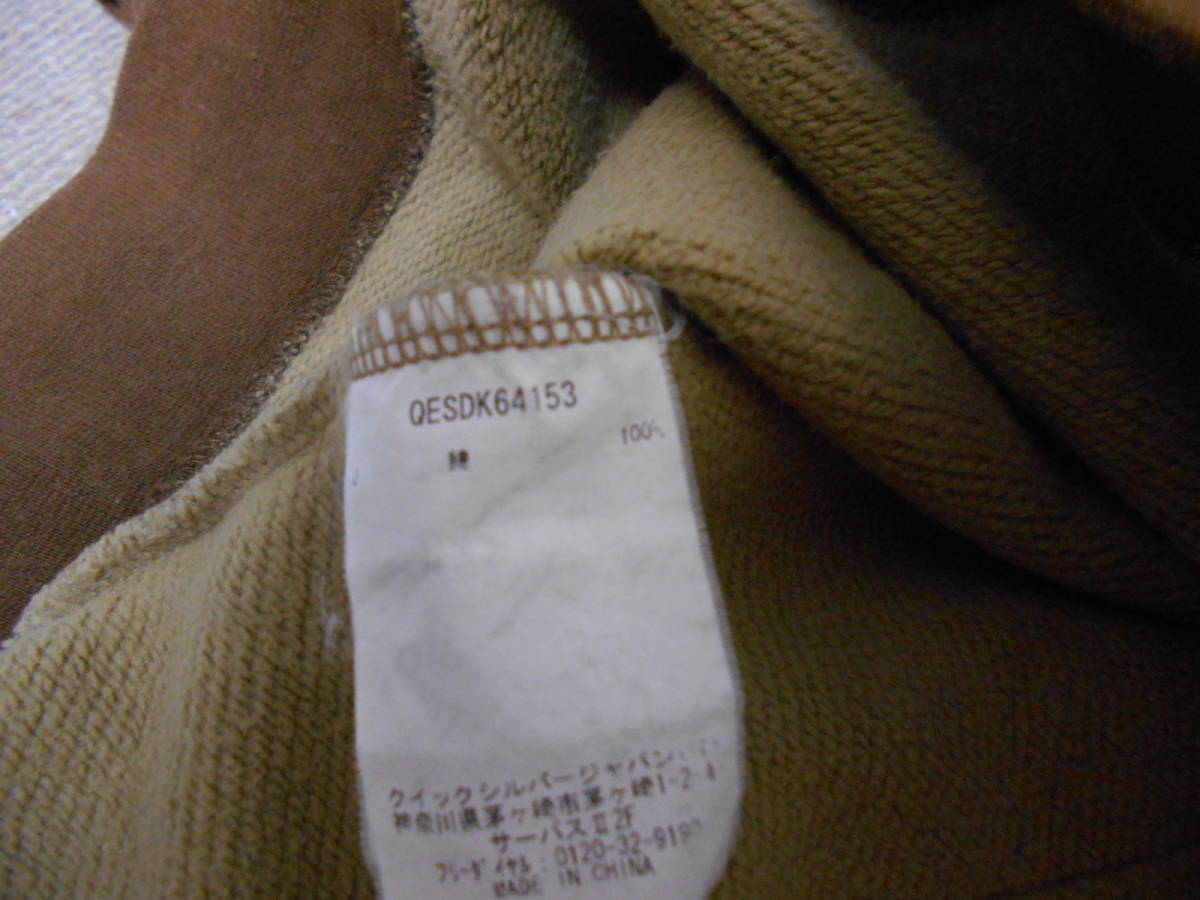 QESDK64153
綿 100%
クイックシルバージャパン
神奈川県茅ヶ崎市茅ヶ崎1-2-4
サーパスⅡ2F
フリーダイヤル:0120-32-919
MADE IN CHINA